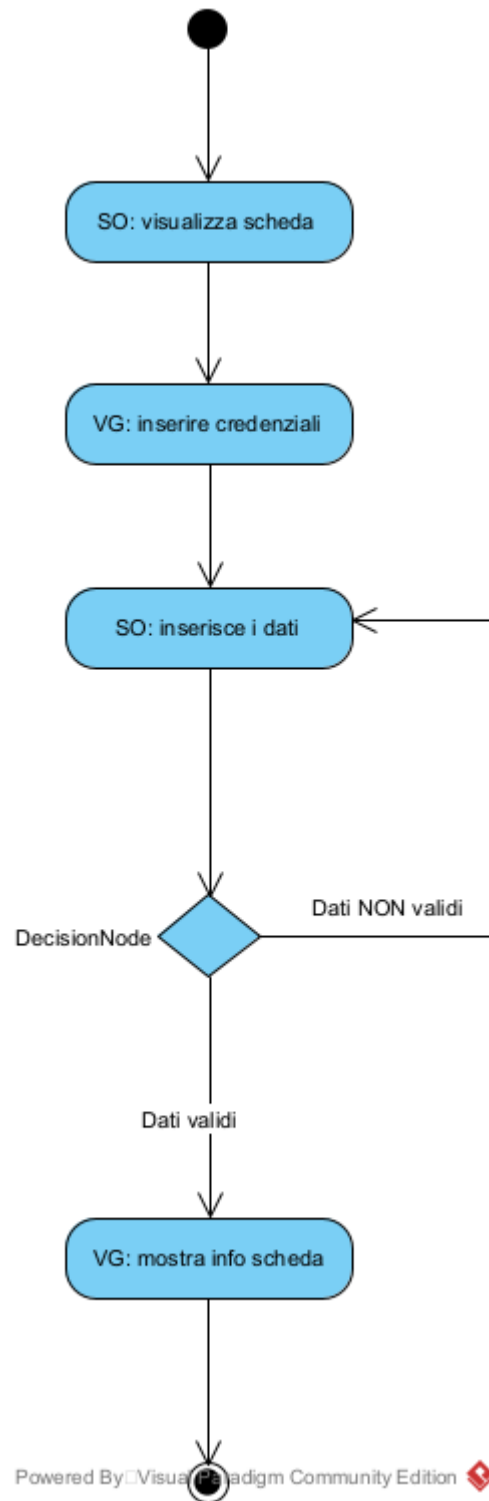 SO: visualizza scheda
VG: inserire credenziali
SO: inserisce i dati
Dati NON validi
DecisionNode
Dati validi
VG: mostra info scheda
Powered By Visual Paradigm Community Edition